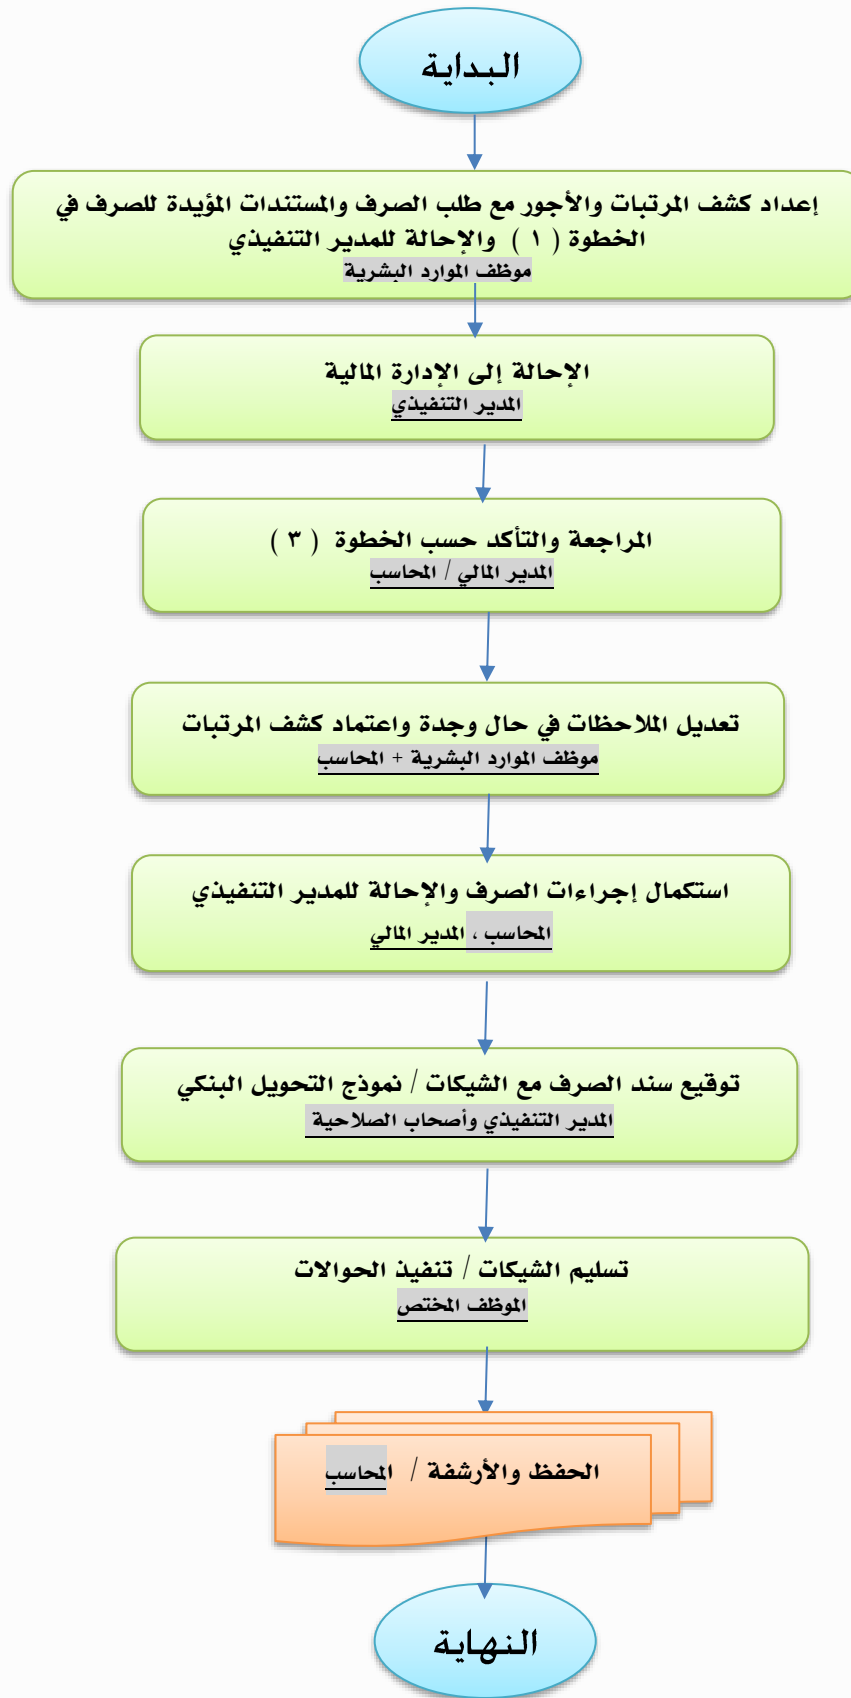 البداية
إعداد كشف المرتبات والأجور مع طلب الصرف والمستندات المؤيدة للصرف في
الخطوة ( ١ ) والإحالة للمدير التنفيذي
موظف الموارد البشرية
الإحالة إلى الإدارة المالية
المدير التنفيذي
المراجعة والتأكد حسب الخطوة ( ٣ )
المدير المالي / المحاسب
تعديل الملاحظات في حال وجدة واعتماد كشف المرتبات
موظف الموارد البشرية + المحاسب
استكمال إجراءات الصرف والإحالة للمدير التنفيذي
المحاسب ، المدير المالي
توقيع سند الصرف مع الشيكات / نموذج التحويل البنكي
المدير التنفيذي وأصحاب الصلاحية
تسليم الشيكات / تنفيذ الحوالات
الموظف المختص
الحفظ والأرشفة / المحاسب
النهاية